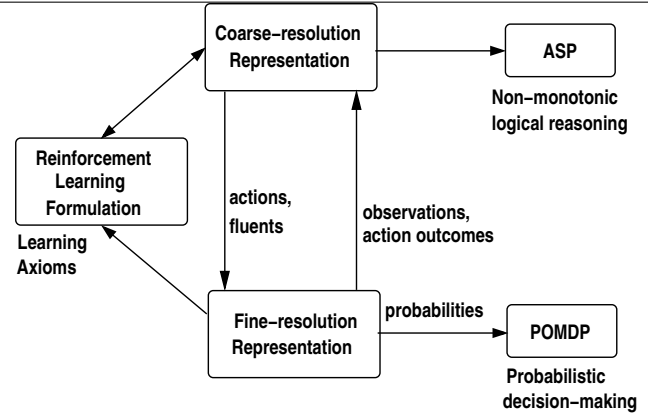 Coarse−resolution
Representation
ASP
Non−monotonic
logical reasoning
Reinforcement
Learning
Formulation
Learning
Axioms
actions,
fluents
observations,
action outcomes
Fine−resolution
Representation
probabilities
POMDP
Probabilistic
decision−making